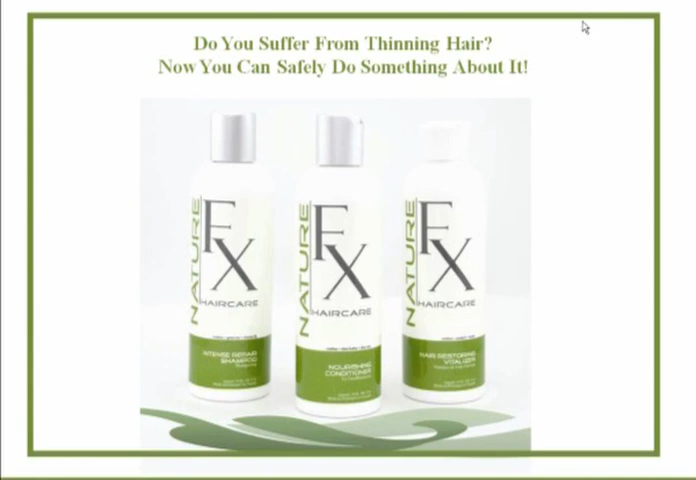 Do You Suffer From Thinning Hair?
Now You Can Safely Do Something About It!
NATURE
FX
HAIRCARE
INTENSE REPAIR
SHAMPOO
NATURE
FX
HAIRCARE
NOURISHING
CONDITIONER
NATURE
FX
HAIRCARE
HAIR RESTORING
VITALIZER